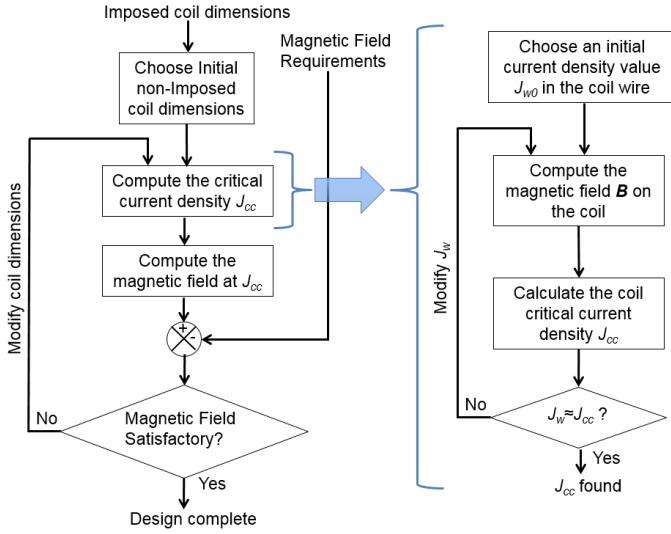 Imposed coil dimensions
Choose Initial
non-Imposed
coil dimensions
Magnetic Field
Requirements
Compute the critical
current density Jcc
Compute the
magnetic field at Jcc
+
-
Modify coil dimensions
No
Magnetic Field
Satisfactory?
Yes
Design complete
Choose an initial
current density value
Jw0 in the coil wire
Compute the
magnetic field B on
the coil
Modify Jw
Calculate the coil
critical current
density Jcc
No
Jw≈Jcc ?
Yes
Jcc found